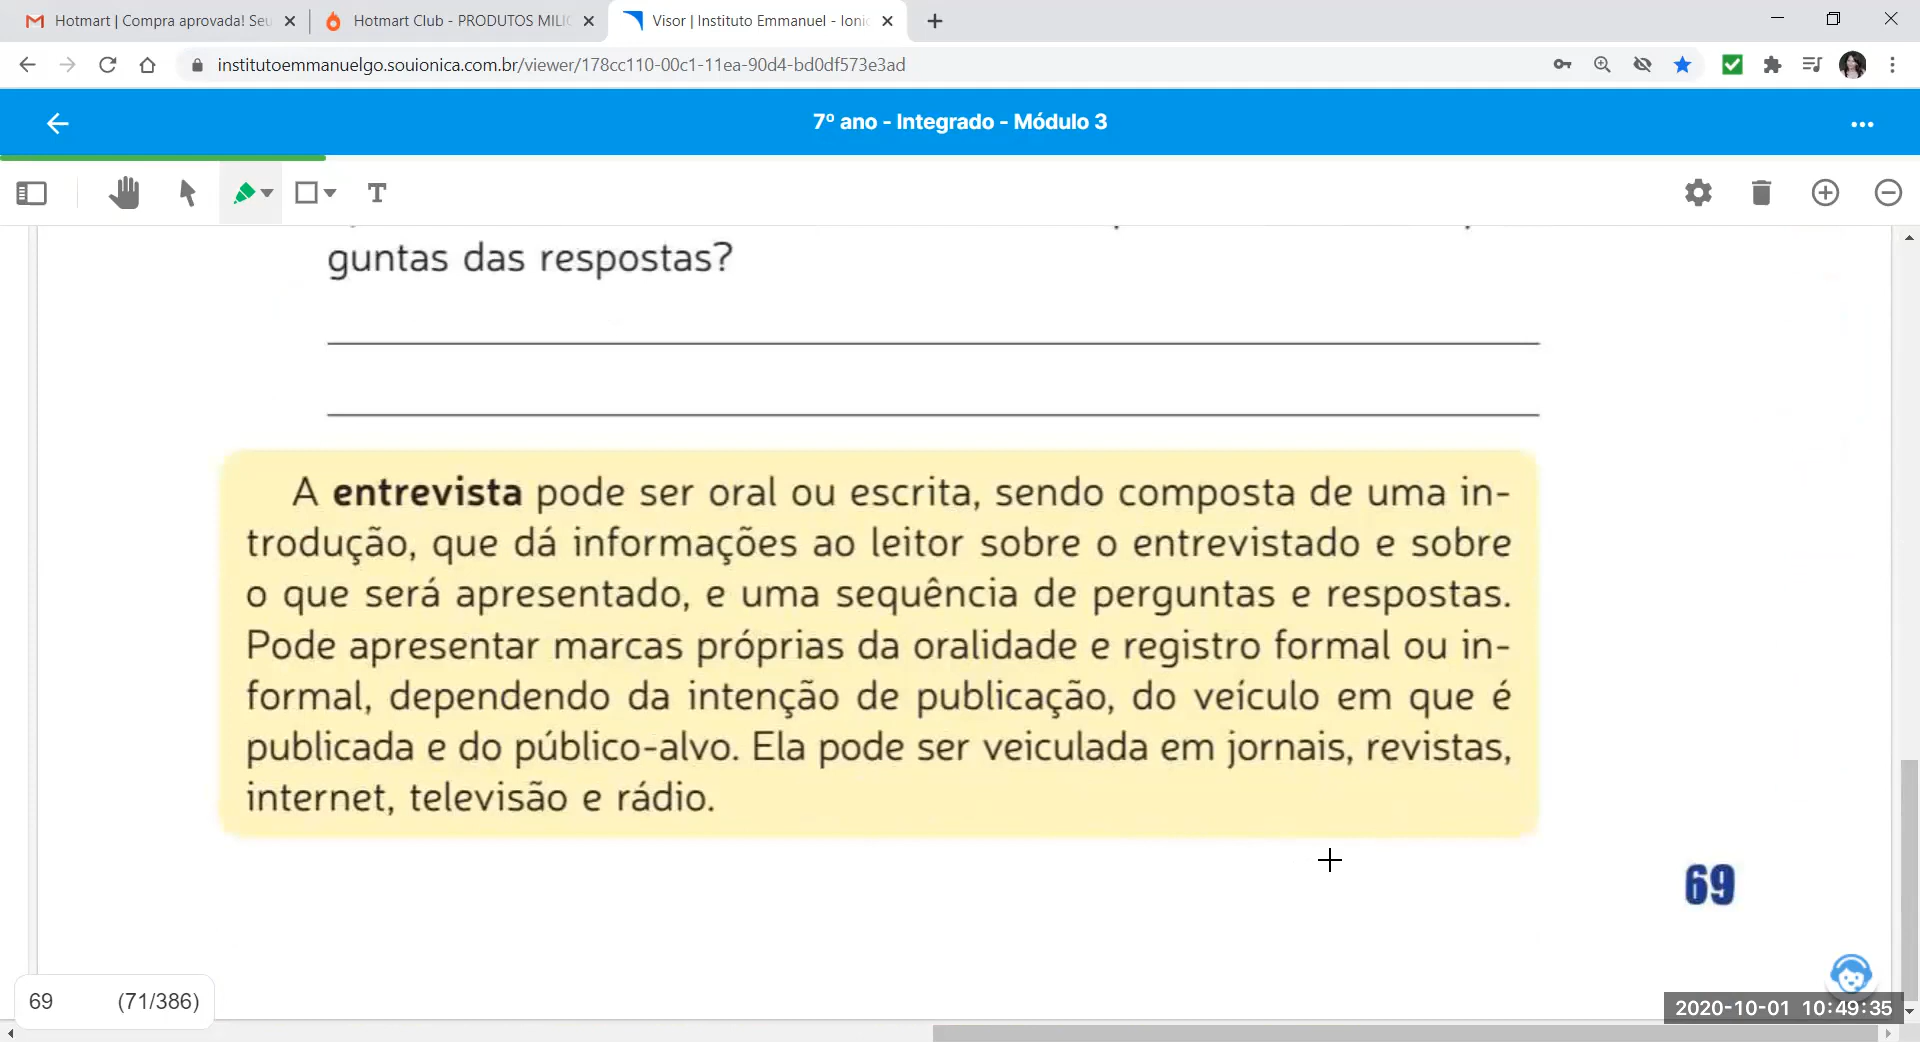 Hotmart | Compra aprovada! Seu
Hotmart Club - PRODUTOS MILI
Visor | Instituto Emmanuel - Ioni
institutoemmanuelgo.souionica.com.br/viewer/178cc110-00c1-11ea-90d4-bd0df573e3ad
7º ano - Integrado - Módulo 3
T
guntas das respostas?
A entrevista pode ser oral ou escrita, sendo composta de uma in-
trodução, que dá informações ao leitor sobre o entrevistado e sobre
o que será apresentado, e uma sequência de perguntas e respostas.
Pode apresentar marcas próprias da oralidade e registro formal ou in-
formal, dependendo da intenção de publicação, do veículo em que é
publicada e do público-alvo. Ela pode ser veiculada em jornais, revistas,
internet, televisão e rádio.
69
69 (71/386)
2020-10-01 10:49:35